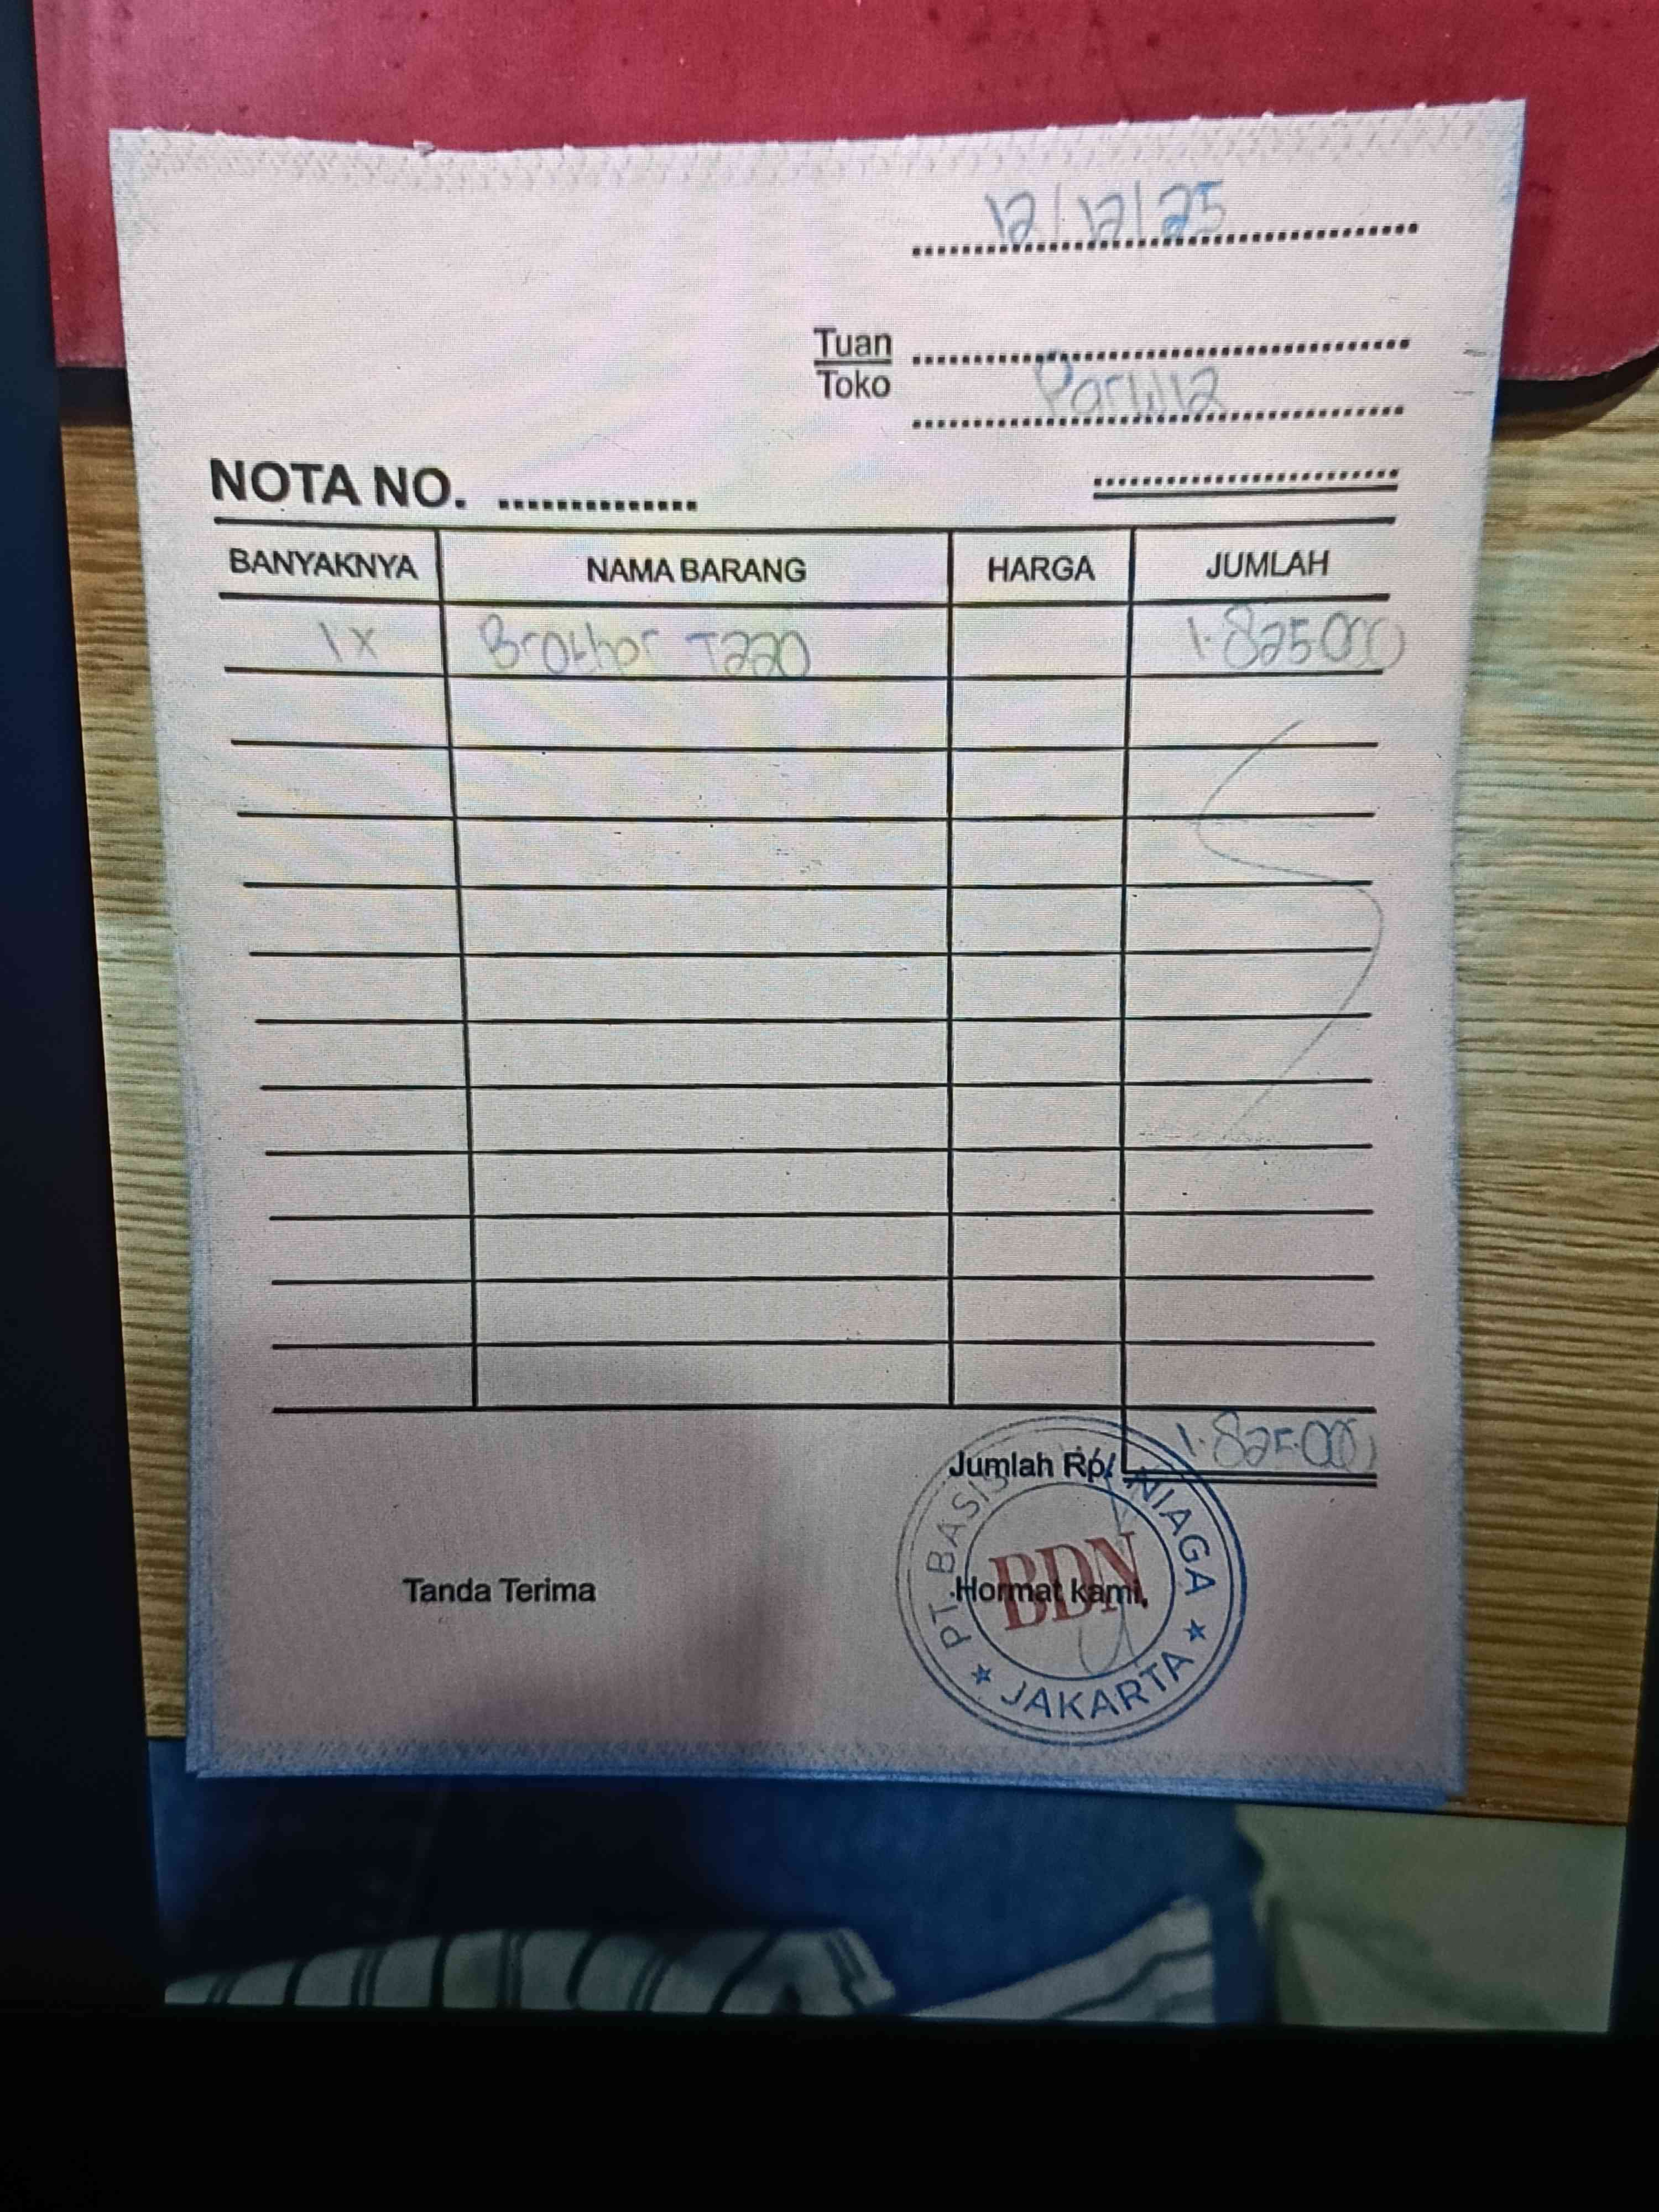 12/12/25
Tuan
Toko
NOTA NO. ..............
BANYAKNYA NAMA BARANG HARGA JUMLAH
1x Brother T220 1.825000
Jumlah Rp. 1.825.000
Tanda Terima Hormat kami,
PT. BASIS NIAGA
BDN
★ JAKARTA ★